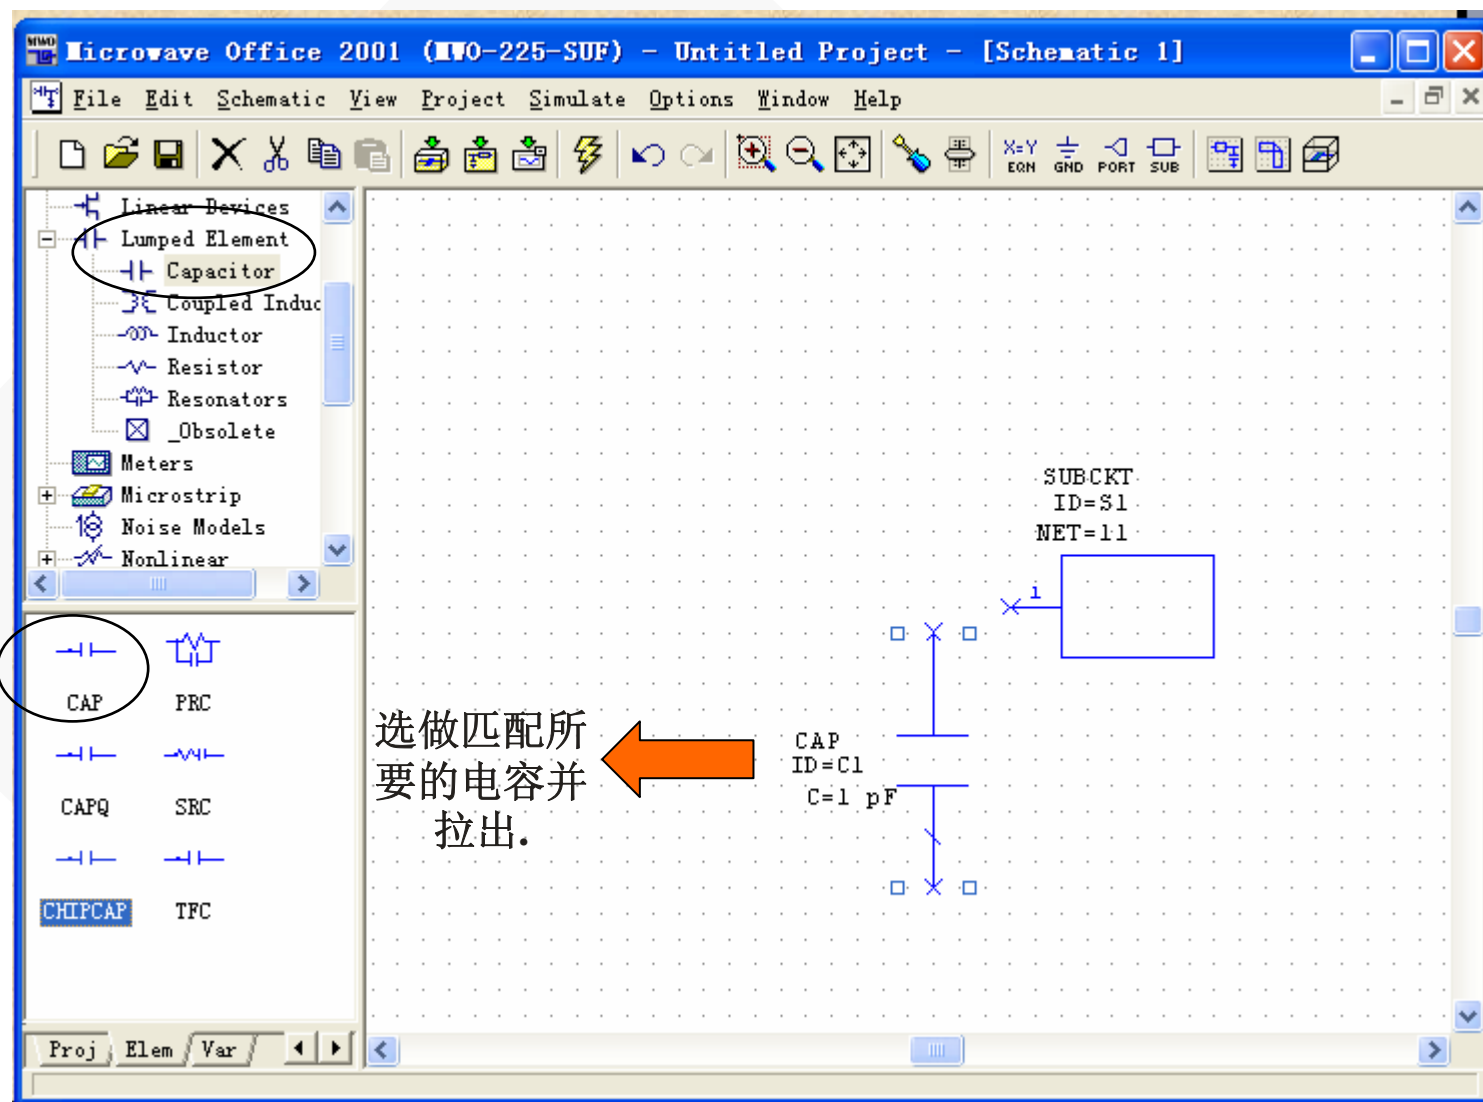 Microwave Office 2001 (MWO-225-SUF) - Untitled Project - [Schematic 1]
File Edit Schematic View Project Simulate Options Window Help
X=Y
EQN GND PORT SUB
Linear Devices
Lumped Element
Capacitor
Coupled Induc
Inductor
Resistor
Resonators
_Obsolete
Meters
Microstrip
Noise Models
Nonlinear
CAP PRC
CAPQ SRC
CHIPCAP TFC
Proj Elem Var
SUBCKT
ID=S1
NET=11
1
CAP
ID=C1
C=1 pF
选做匹配所
要的电容并
拉出.